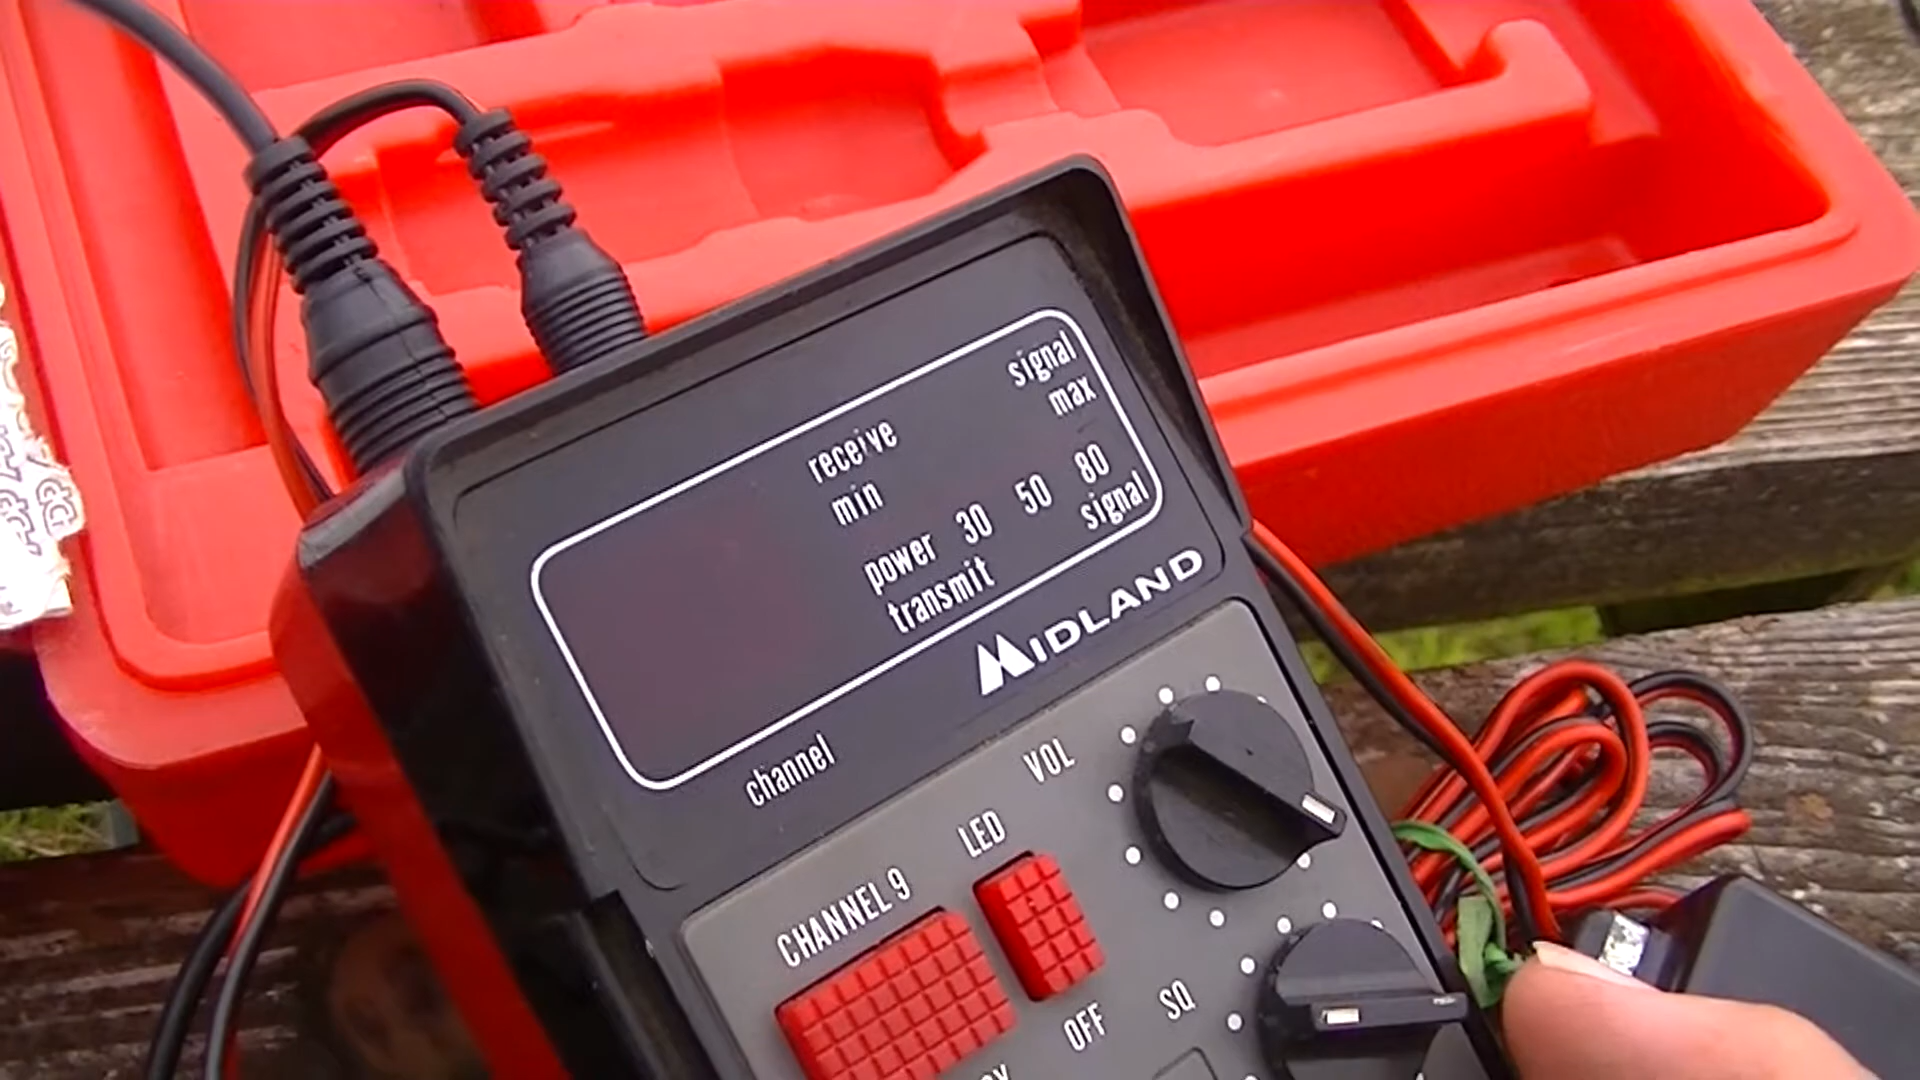 receive signal
min max
power 30 50 80
transmit signal
MIDLAND
channel
VOL
LED
CHANNEL 9
SQ
OFF